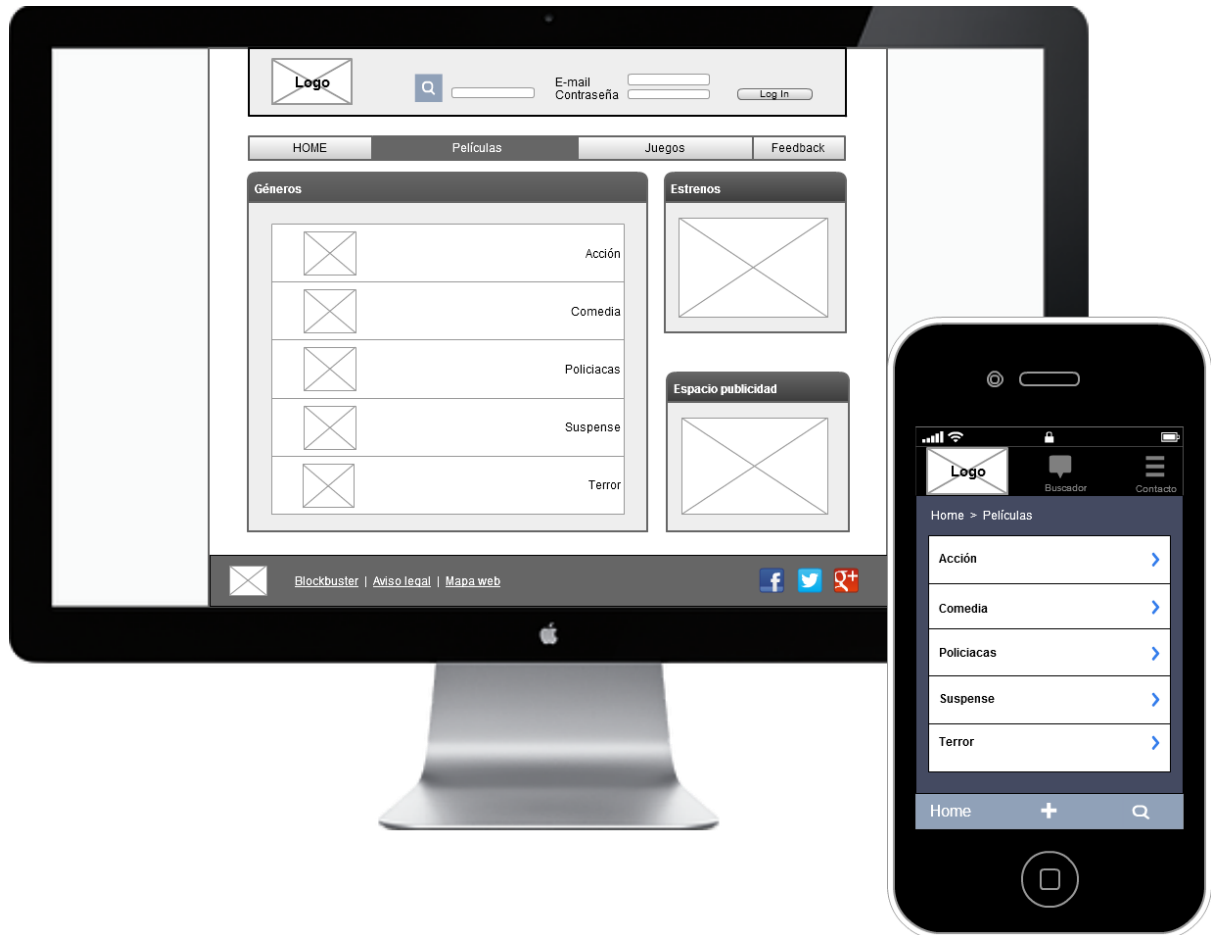 Logo
E-mail
Contraseña
Log In
HOME Películas Juegos Feedback
Géneros
Acción
Comedia
Policiacas
Suspense
Terror
Estrenos
Espacio publicidad
Blockbuster | Aviso legal | Mapa web
Logo
Buscador
Contacto
Home > Películas
Acción
Comedia
Policiacas
Suspense
Terror
Home